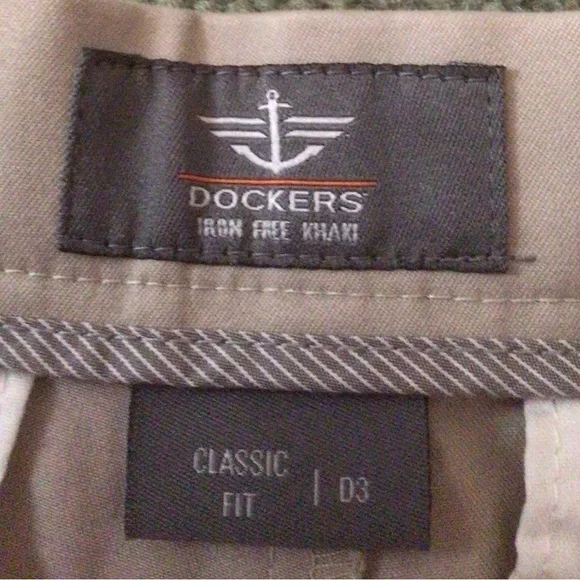 DOCKERS
IRON FREE KHAKI
CLASSIC
FIT | D3